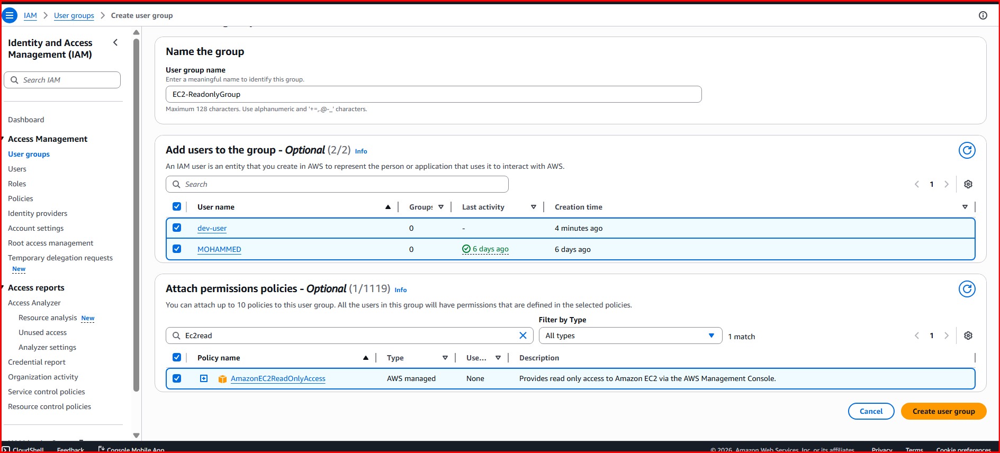 IAM > User groups > Create user group
Identity and Access
Management (IAM)
Search IAM
Dashboard
Access Management
User groups
Users
Roles
Policies
Identity providers
Account settings
Root access management
Temporary delegation requests
New
Access reports
Access Analyzer
Resource analysis New
Unused access
Analyzer settings
Credential report
Organization activity
Service control policies
Resource control policies
Name the group
User group name
Enter a meaningful name to identify this group.
EC2-ReadonlyGroup
Maximum 128 characters. Use alphanumeric and '+=,.@-_' characters.
Add users to the group - Optional (2/2) Info
An IAM user is an entity that you create in AWS to represent the person or application that uses it to interact with AWS.
Search
1
User name Groups Last activity Creation time
dev-user 0 - 4 minutes ago
MOHAMMED 0 6 days ago 6 days ago
Attach permissions policies - Optional (1/1119) Info
You can attach up to 10 policies to this user group. All the users in this group will have permissions that are defined in the selected policies.
Filter by Type
Ec2read All types 1 match 1
Policy name Type Use... Description
AmazonEC2ReadOnlyAccess AWS managed None Provides read only access to Amazon EC2 via the AWS Management Console.
Cancel Create user group
CloudShell Feedback Console Mobile App © 2026, Amazon Web Services, Inc. or its affiliates. Privacy Terms Cookie preferences